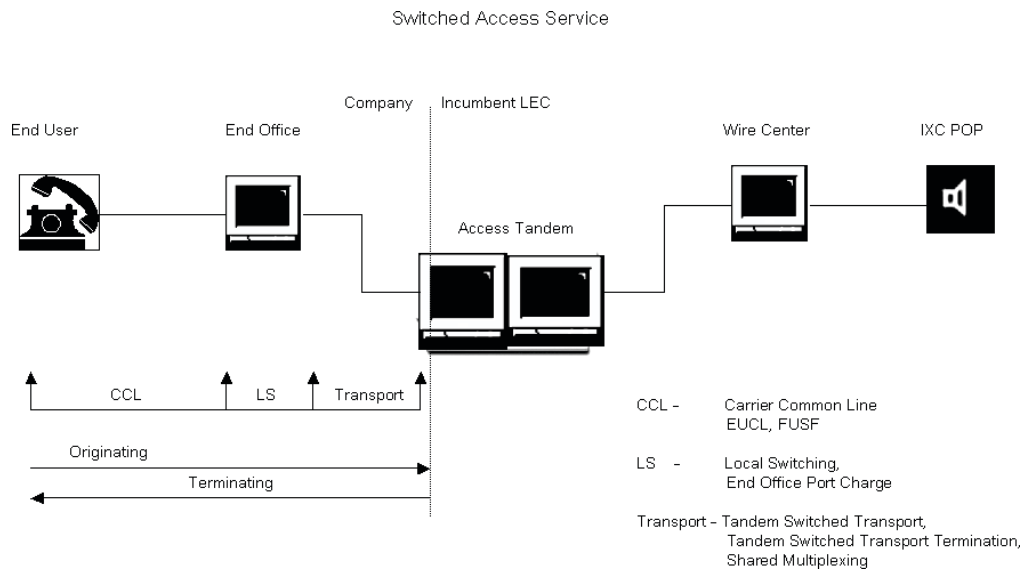 Switched Access Service
Company
Incumbent LEC
End User
End Office
Wire Center
IXC POP
Access Tandem
CCL
LS
Transport
Originating
Terminating
CCL - Carrier Common Line
EUCL, FUSF
LS - Local Switching,
End Office Port Charge
Transport - Tandem Switched Transport,
Tandem Switched Transport Termination,
Shared Multiplexing